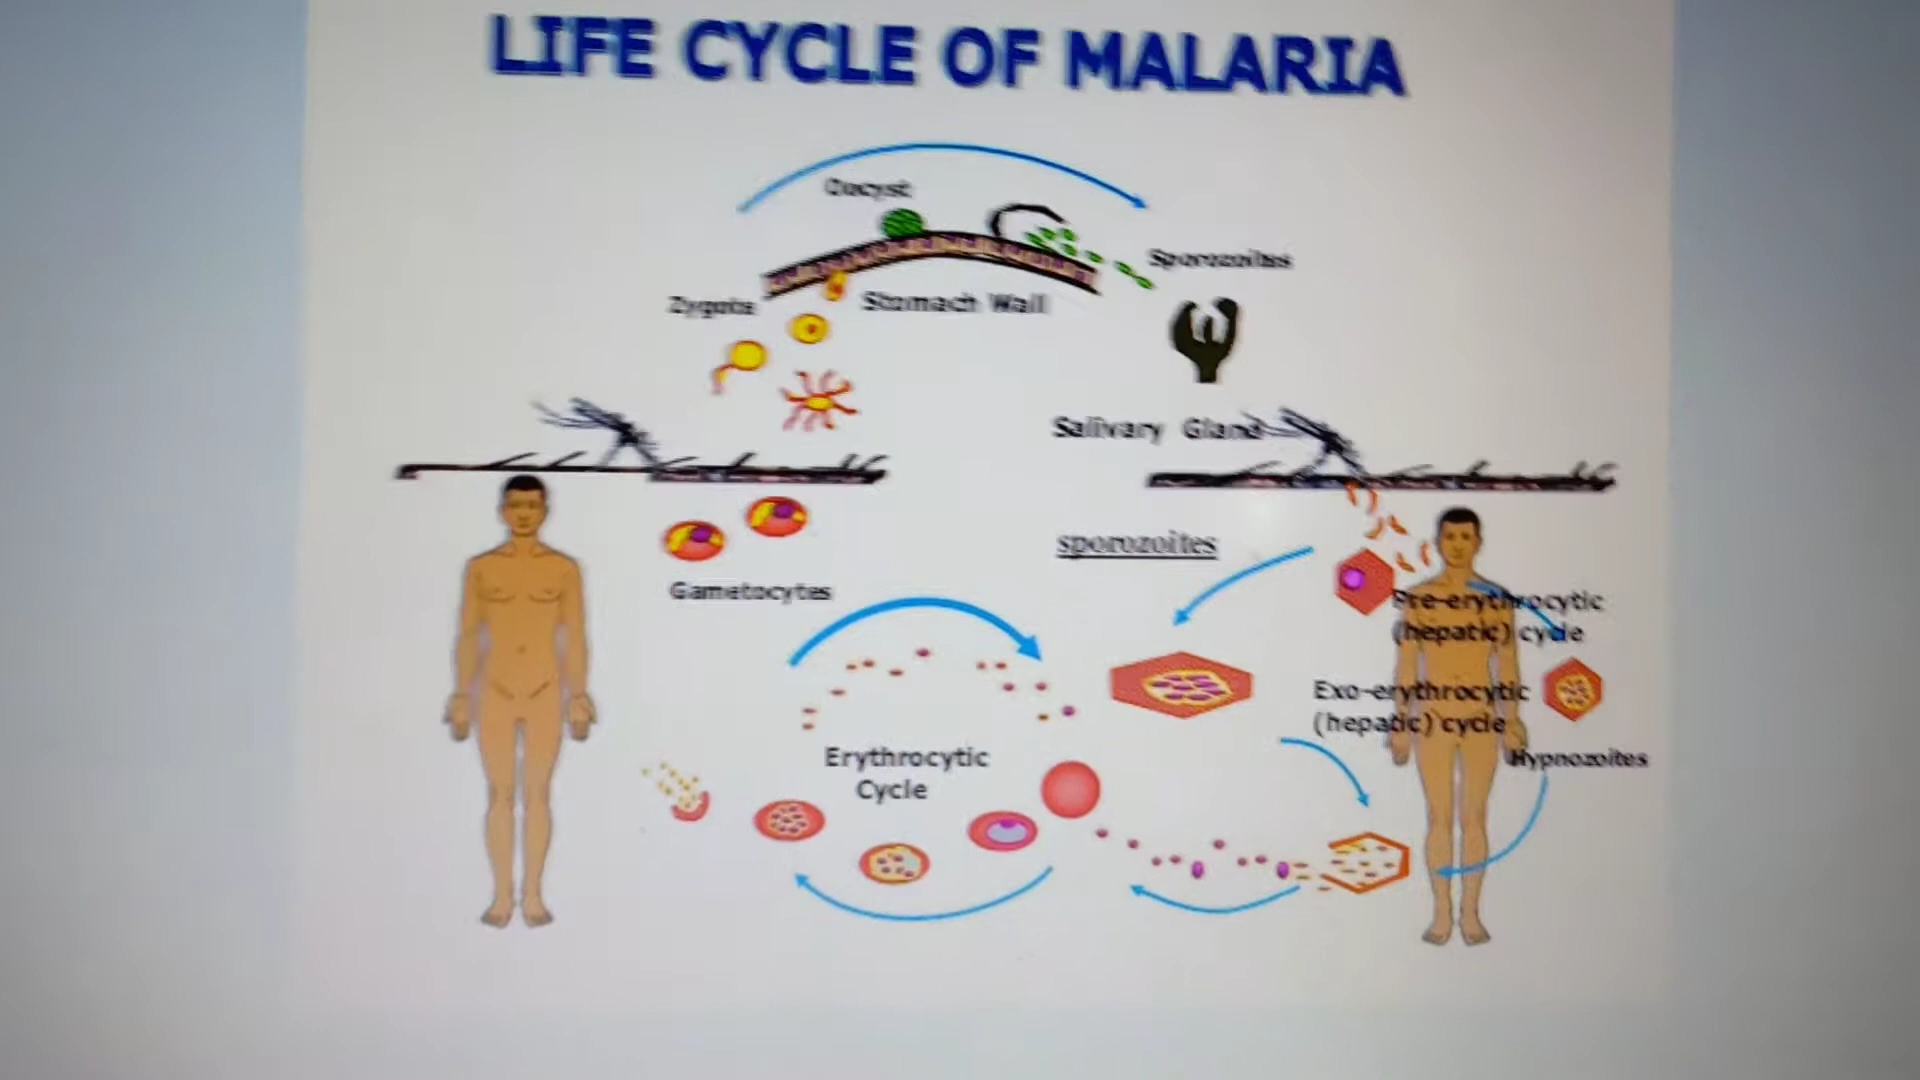 LIFE CYCLE OF MALARIA
Oocyst
Sporozoites
Zygote
Stomach Wall
Salivary Gland
sporozoites
Gametocytes
Pre-erythrocytic
(hepatic) cycle
Exo-erythrocytic
(hepatic) cycle
Hypnozoites
Erythrocytic
Cycle